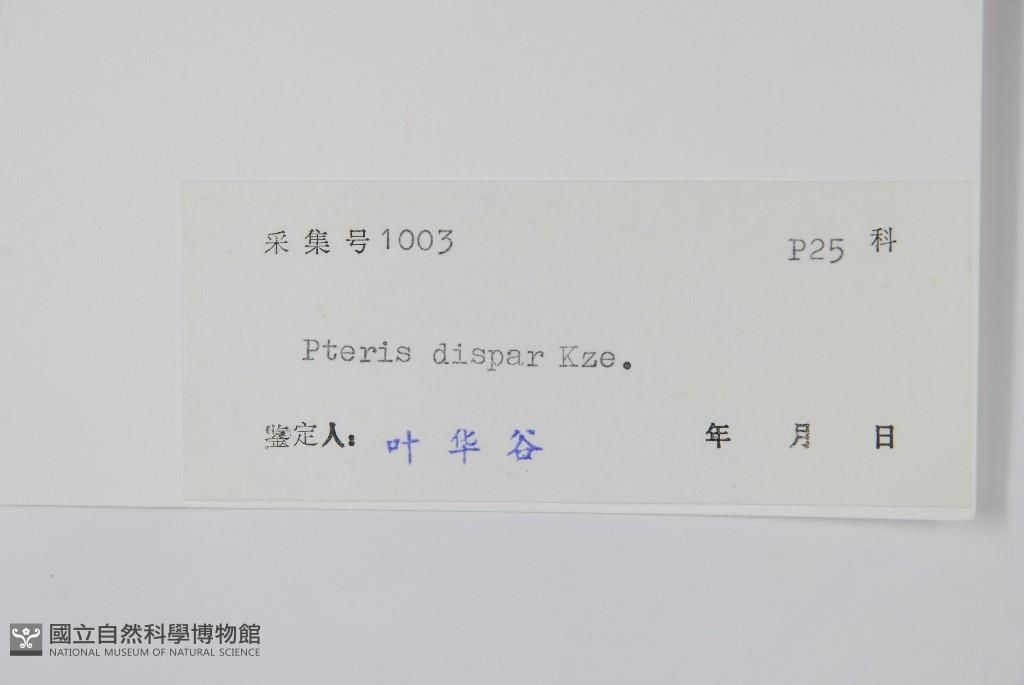 采集号1003 P25 科
Pteris dispar Kze.
鉴定人: 叶华谷 年 月 日
國立自然科學博物館
NATIONAL MUSEUM OF NATURAL SCIENCE